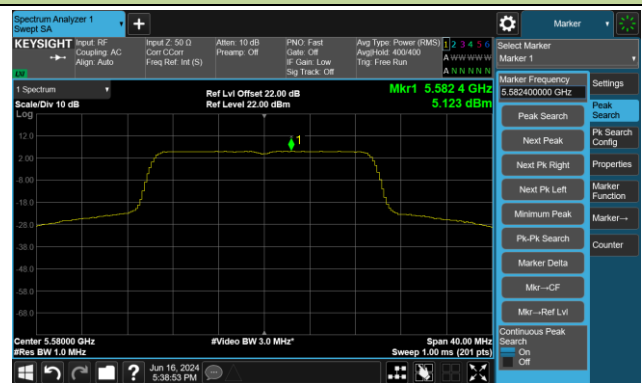 Spectrum Analyzer 1
Swept SA
+
Marker
KEYSIGHT
Input: RF
Coupling: AC
Align: Auto
Input Z: 50 Ω
Corr CCorr
Freq Ref: Int (S)
Atten: 10 dB
Preamp: Off
PNO: Fast
Gate: Off
IF Gain: Low
Sig Track: Off
Avg Type: Power (RMS)
Avg|Hold: 400/400
Trig: Free Run
1 2 3 4 5 6
A W W W W W
A N N N N N
Select Marker
Marker 1
1 Spectrum
Scale/Div 10 dB
Log
Ref Lvl Offset 22.00 dB
Ref Level 22.00 dBm
Mkr1 5.582 4 GHz
5.123 dBm
12.0
2.00
-8.00
-18.0
-28.0
-38.0
-48.0
-58.0
-68.0
1
Center 5.58000 GHz
#Res BW 1.0 MHz
#Video BW 3.0 MHz*
Span 40.00 MHz
Sweep 1.00 ms (201 pts)
Marker Frequency
5.582400000 GHz
Peak Search
Next Peak
Next Pk Right
Next Pk Left
Minimum Peak
Pk-Pk Search
Marker Delta
Mkr→CF
Mkr→Ref Lvl
Continuous Peak
Search
On
Off
Settings
Peak
Search
Pk Search
Config
Properties
Marker
Function
Marker→
Counter
?
Jun 16, 2024
5:38:53 PM